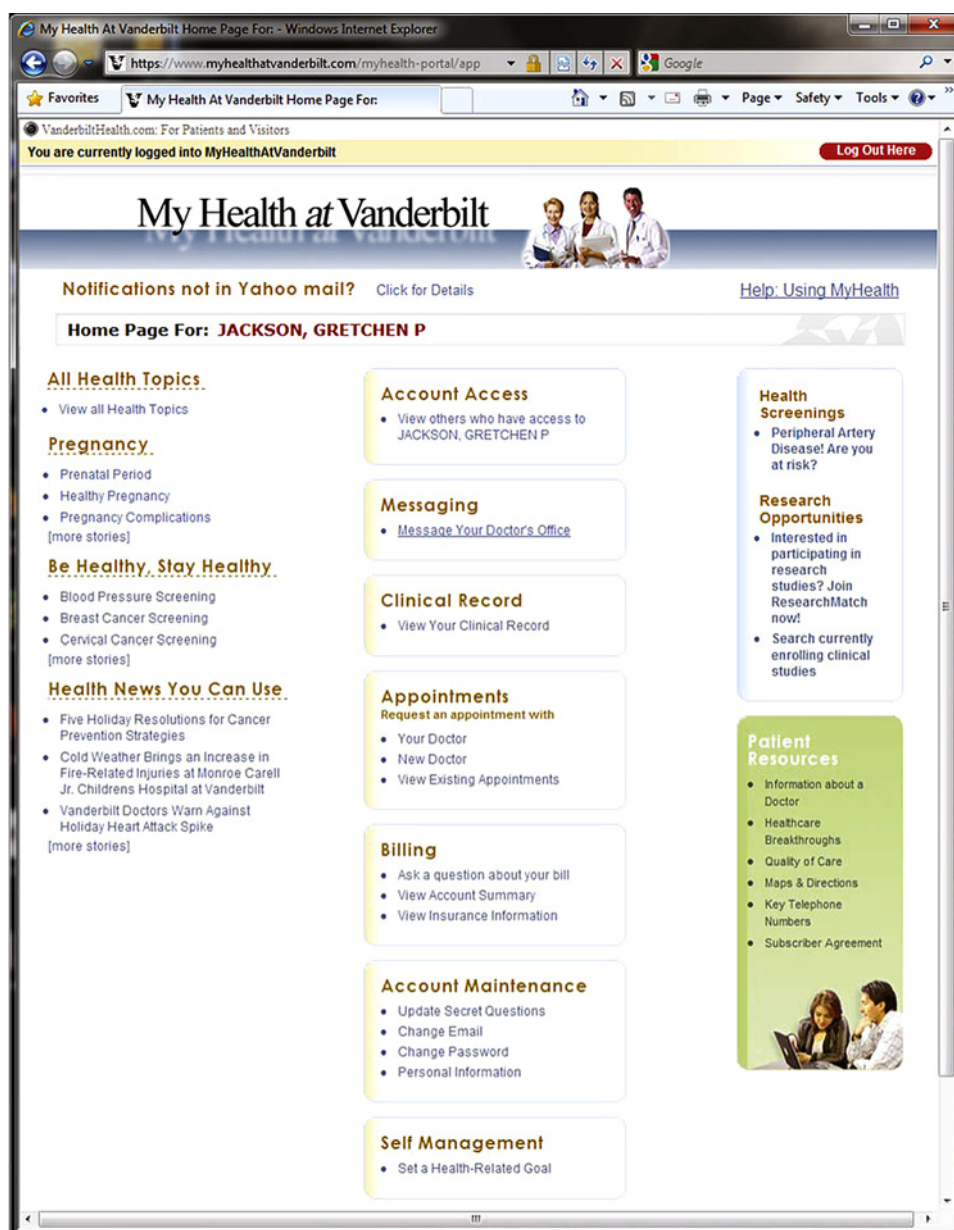 My Health At Vanderbilt Home Page For: - Windows Internet Explorer
https://www.myhealthatvanderbilt.com/myhealth-portal/app
Google
Favorites
My Health At Vanderbilt Home Page For:
Page
Safety
Tools
VanderbiltHealth.com: For Patients and Visitors
You are currently logged into MyHealthAtVanderbilt
Log Out Here
My Health at Vanderbilt
Notifications not in Yahoo mail? Click for Details
Help: Using MyHealth
Home Page For: JACKSON, GRETCHEN P
All Health Topics
• View all Health Topics
Pregnancy
• Prenatal Period
• Healthy Pregnancy
• Pregnancy Complications
[more stories]
Be Healthy, Stay Healthy
• Blood Pressure Screening
• Breast Cancer Screening
• Cervical Cancer Screening
[more stories]
Health News You Can Use
• Five Holiday Resolutions for Cancer
Prevention Strategies
• Cold Weather Brings an Increase in
Fire-Related Injuries at Monroe Carell
Jr. Childrens Hospital at Vanderbilt
• Vanderbilt Doctors Warn Against
Holiday Heart Attack Spike
[more stories]
Account Access
• View others who have access to
JACKSON, GRETCHEN P
Messaging
• Message Your Doctor's Office
Clinical Record
• View Your Clinical Record
Appointments
Request an appointment with
• Your Doctor
• New Doctor
• View Existing Appointments
Billing
• Ask a question about your bill
• View Account Summary
• View Insurance Information
Account Maintenance
• Update Secret Questions
• Change Email
• Change Password
• Personal Information
Self Management
• Set a Health-Related Goal
Health
Screenings
• Peripheral Artery
Disease! Are you
at risk?
Research
Opportunities
• Interested in
participating in
research
studies? Join
ResearchMatch
now!
• Search currently
enrolling clinical
studies
Patient
Resources
• Information about a
Doctor
• Healthcare
Breakthroughs
• Quality of Care
• Maps & Directions
• Key Telephone
Numbers
• Subscriber Agreement